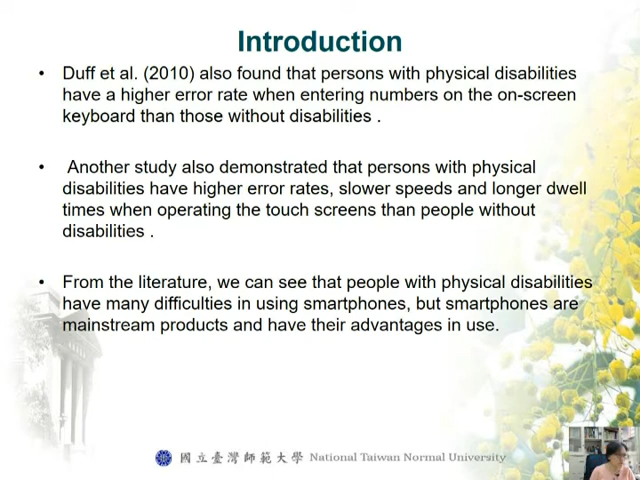 Introduction
• Duff et al. (2010) also found that persons with physical disabilities
have a higher error rate when entering numbers on the on-screen
keyboard than those without disabilities .
• Another study also demonstrated that persons with physical
disabilities have higher error rates, slower speeds and longer dwell
times when operating the touch screens than people without
disabilities .
• From the literature, we can see that people with physical disabilities
have many difficulties in using smartphones, but smartphones are
mainstream products and have their advantages in use.
國立臺灣師範大學 National Taiwan Normal University